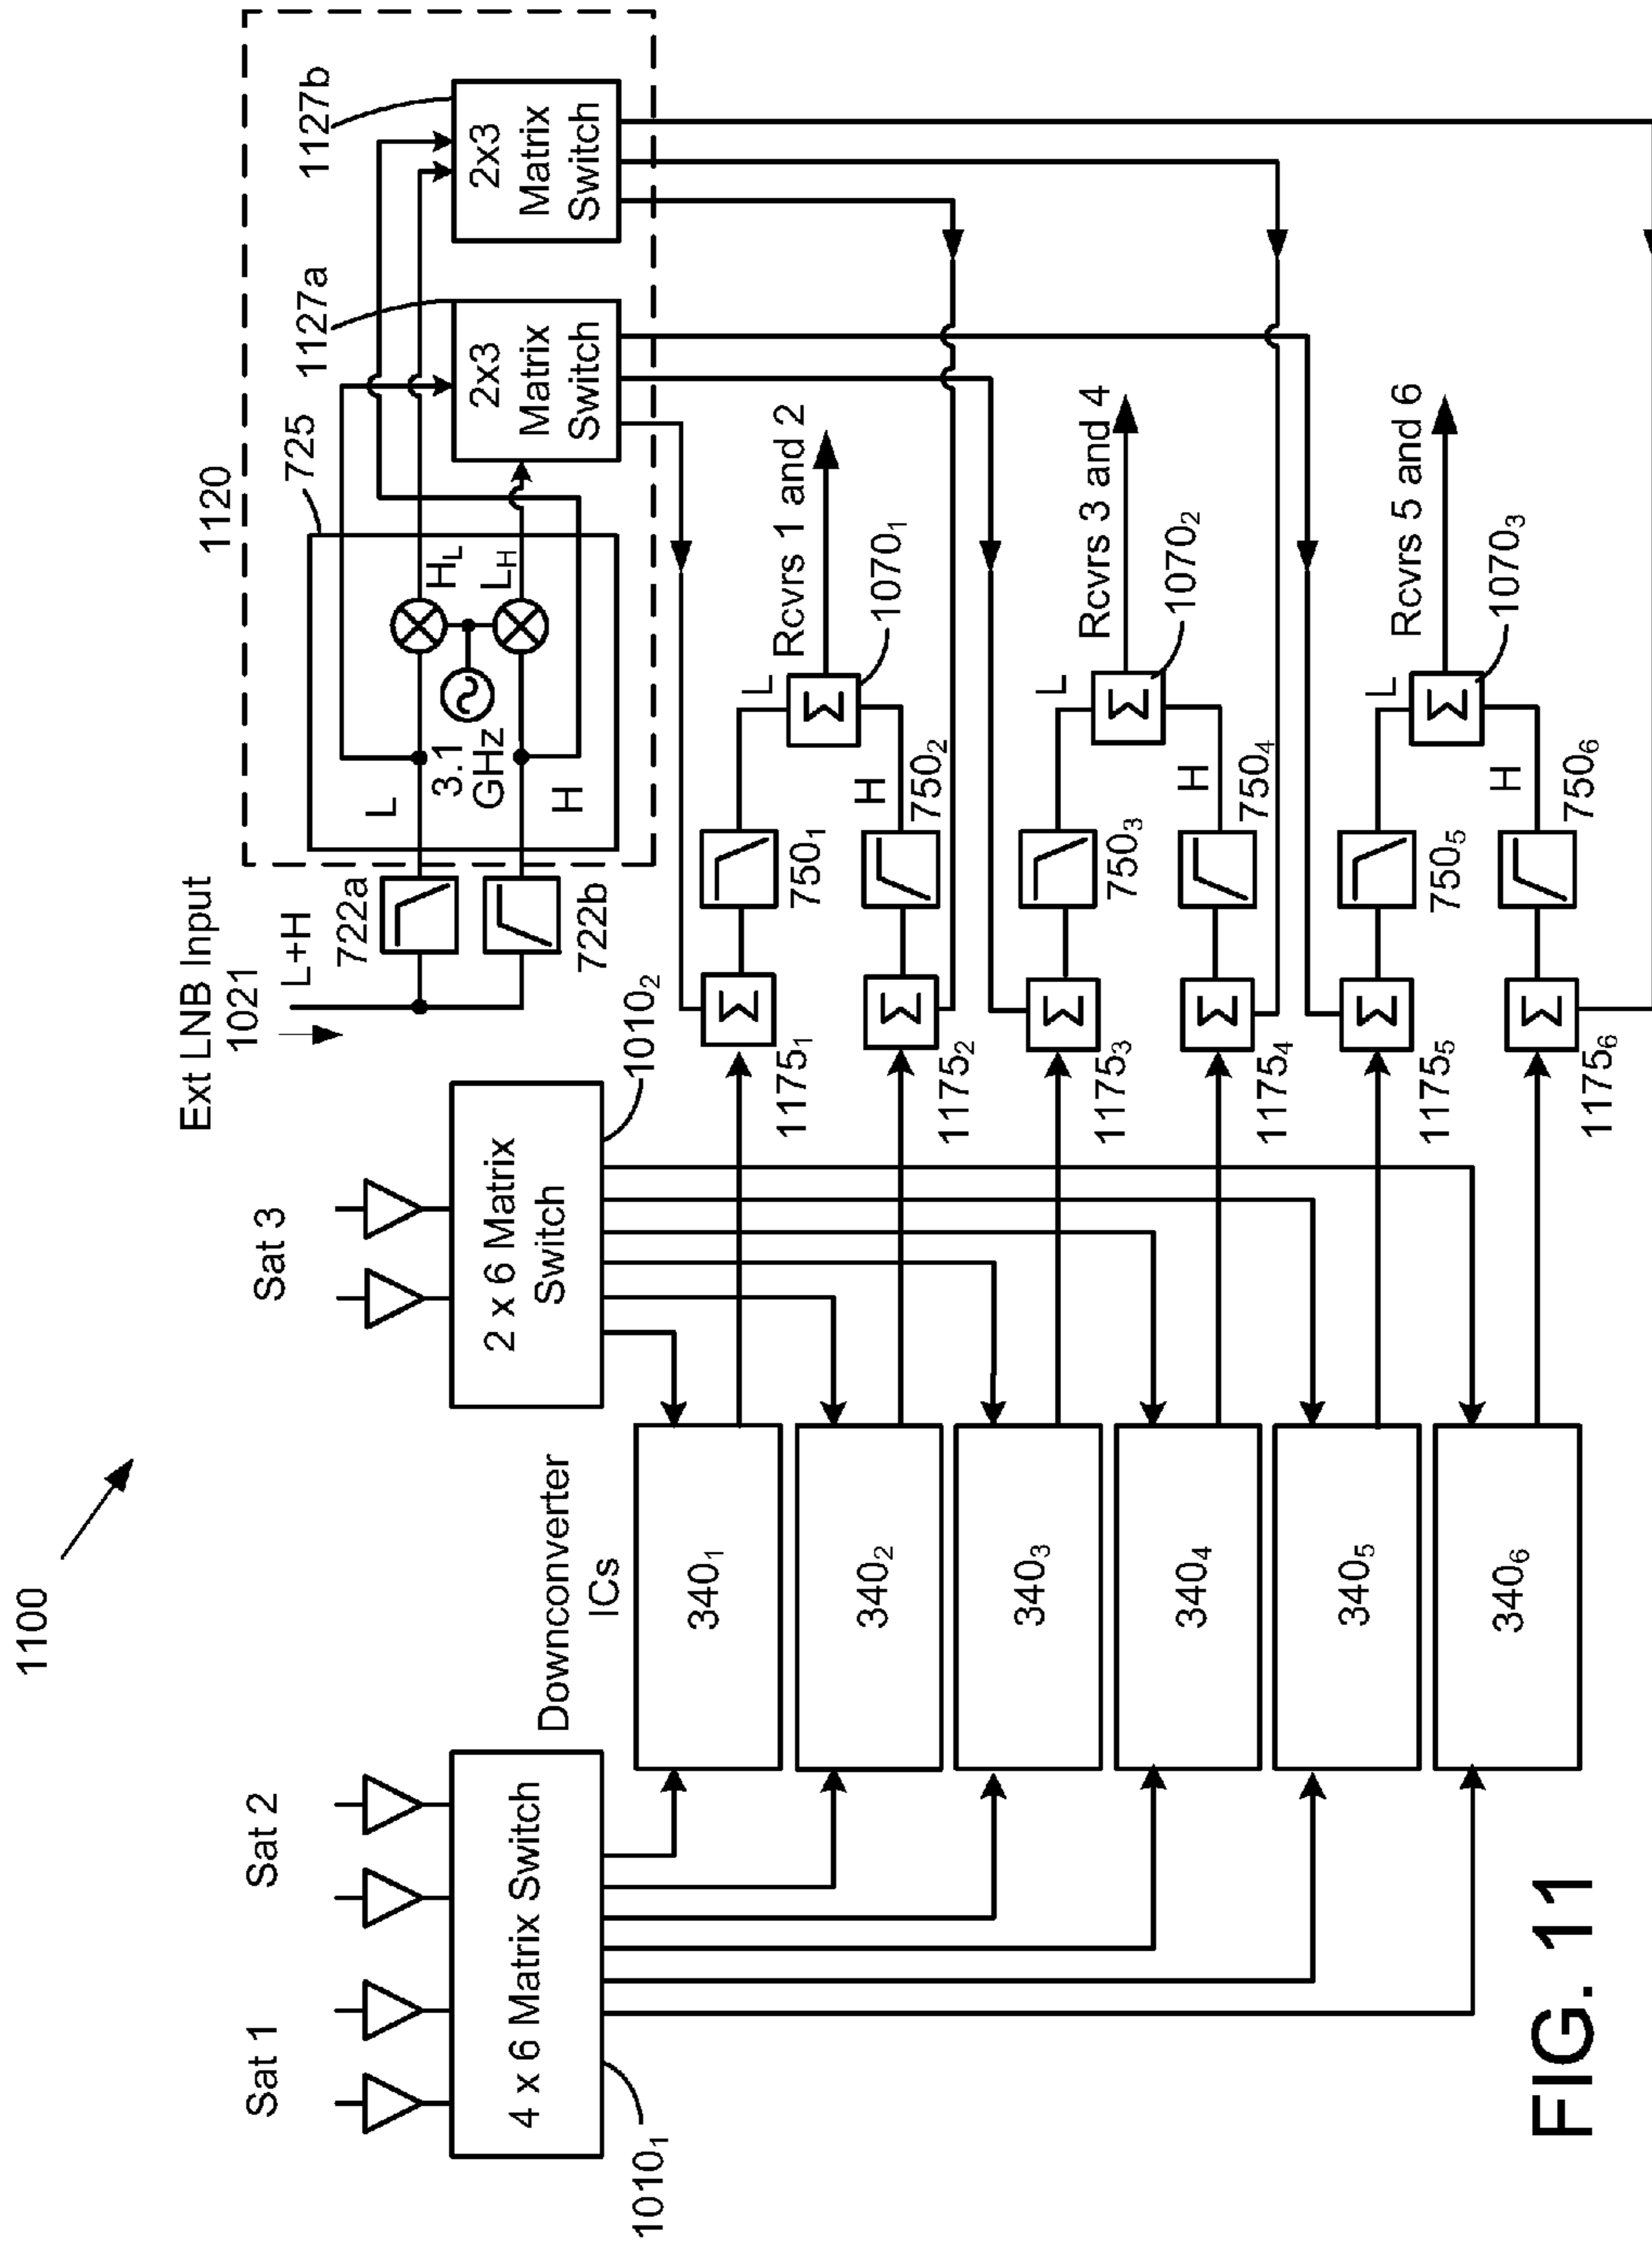 1100
Sat 1
Sat 2
Sat 3
Ext LNB Input
1021
L+H
1120
4 x 6 Matrix Switch
1010₁
2 x 6 Matrix
Switch
1010₂
722a
722b
725
L
H
3.1
GHz
H_L
L_H
1127a
2x3
Matrix
Switch
1127b
2x3
Matrix
Switch
Downconverter
ICs
340₁
340₂
340₃
340₄
340₅
340₆
Σ
1175₁
750₁
L
Σ
1070₁
Rcvrs 1 and 2
Σ
1175₂
H
750₂
Σ
1175₃
750₃
L
Σ
1070₂
Rcvrs 3 and 4
Σ
1175₄
H
750₄
Σ
1175₅
750₅
L
Σ
1070₃
Rcvrs 5 and 6
Σ
1175₆
H
750₆
FIG. 11